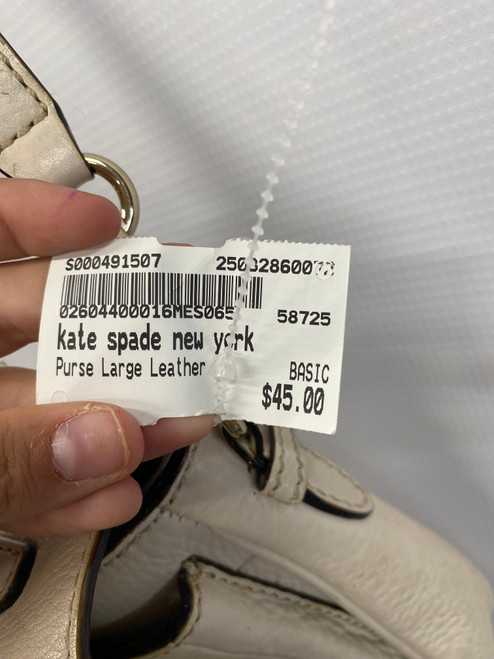 S000491507
02604400016MES065 58725
kate spade new york
Purse Large Leather BASIC
$45.00